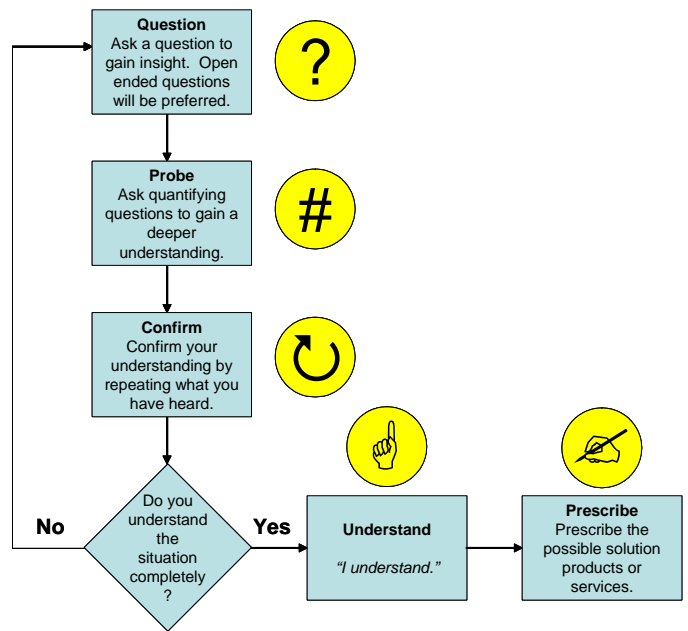 Question
Ask a question to
gain insight. Open
ended questions
will be preferred.
?
Probe
Ask quantifying
questions to gain a
deeper
understanding.
#
Confirm
Confirm your
understanding by
repeating what you
have heard.
Do you
understand
the
situation
completely
?
No
Yes
Understand
“I understand.”
Prescribe
Prescribe the
possible solution
products or
services.